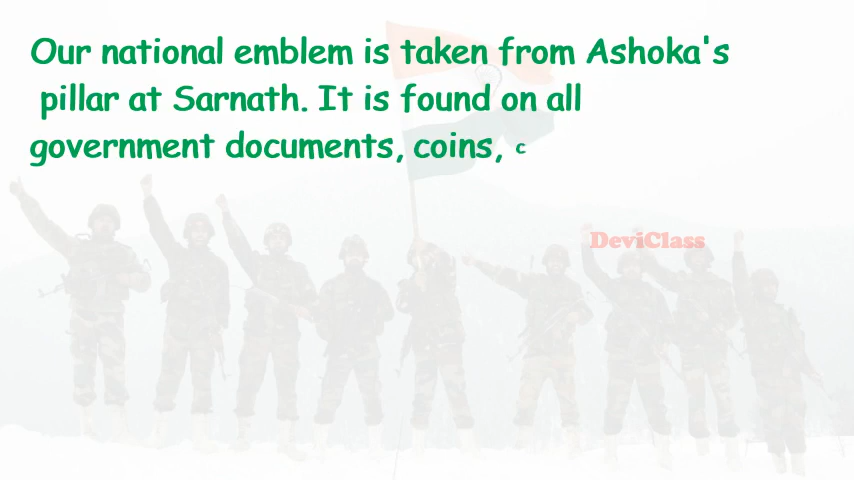 Our national emblem is taken from Ashoka's
pillar at Sarnath. It is found on all
government documents, coins, c
DeviClass